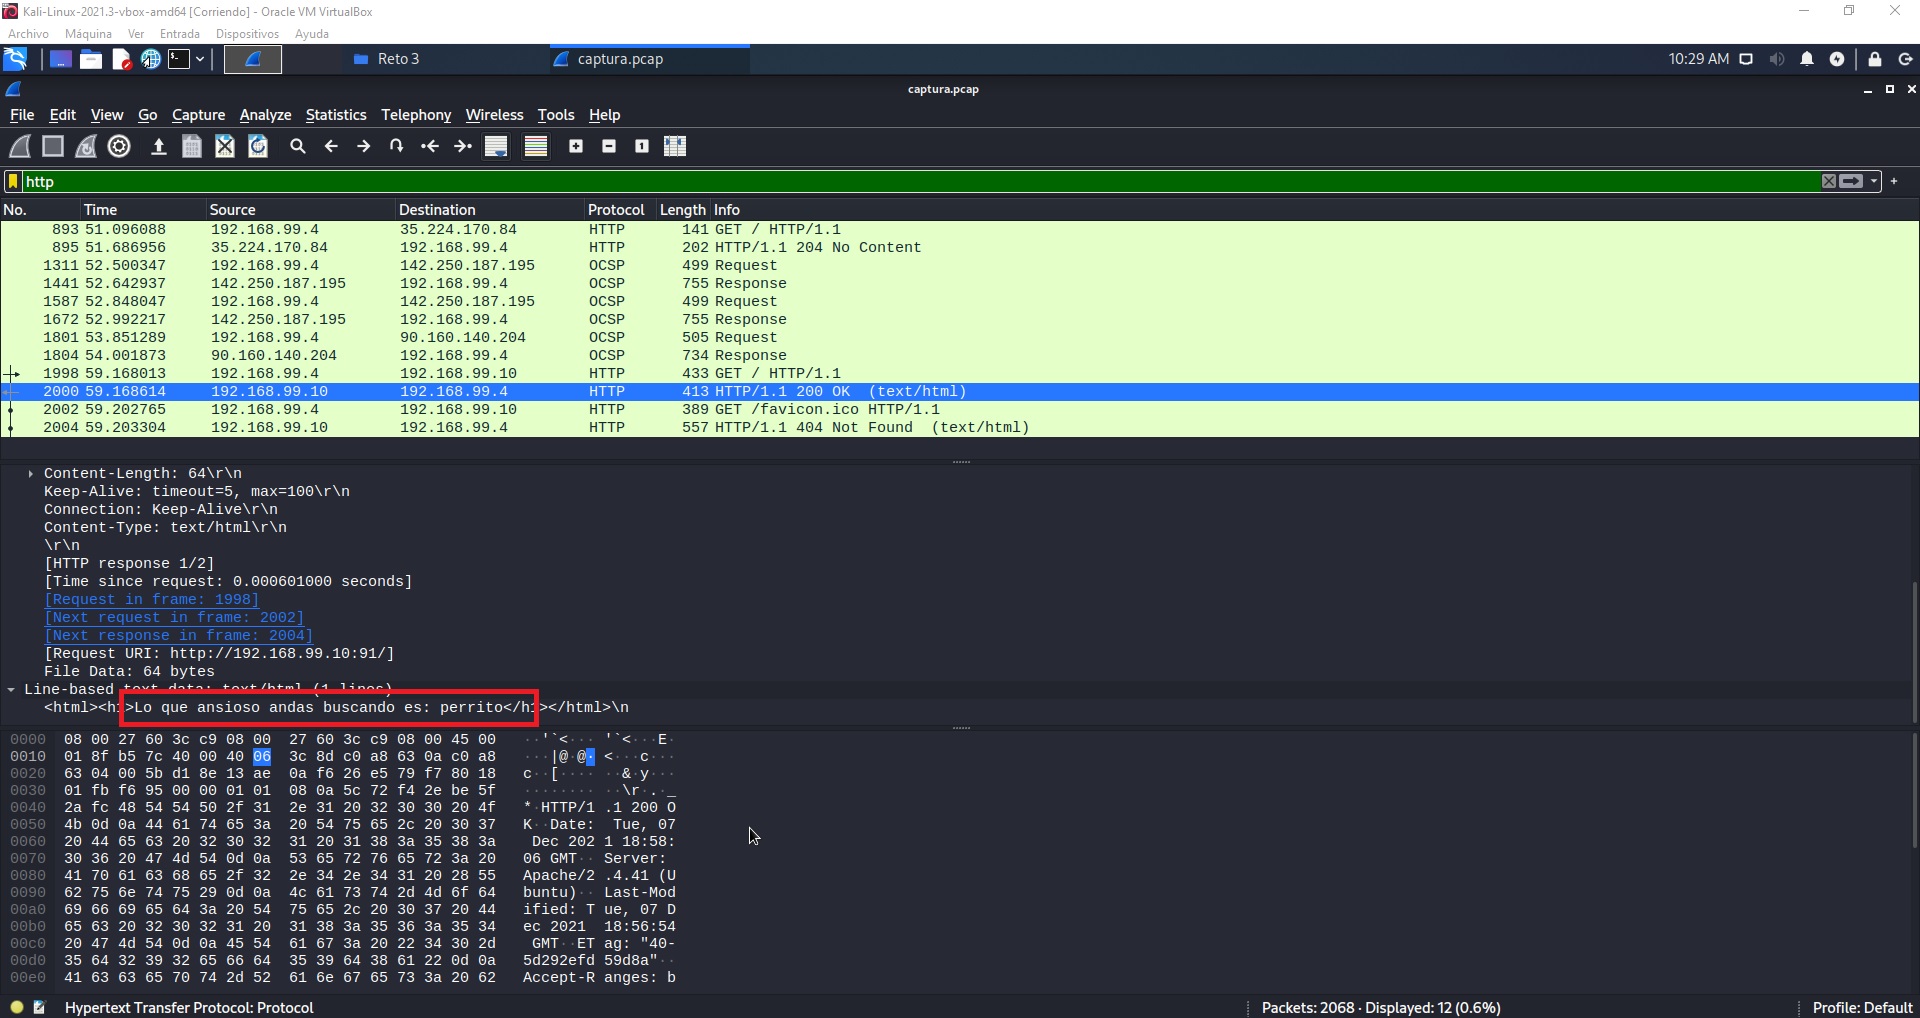 Kali-Linux-2021.3-vbox-amd64 [Corriendo] - Oracle VM VirtualBox
Archivo Máquina Ver Entrada Dispositivos Ayuda
Reto 3 captura.pcap 10:29 AM
captura.pcap
File Edit View Go Capture Analyze Statistics Telephony Wireless Tools Help
http
No. Time Source Destination Protocol Length Info
893 51.096088 192.168.99.4 35.224.170.84 HTTP 141 GET / HTTP/1.1
895 51.686956 35.224.170.84 192.168.99.4 HTTP 202 HTTP/1.1 204 No Content
1311 52.500347 192.168.99.4 142.250.187.195 OCSP 499 Request
1441 52.642937 142.250.187.195 192.168.99.4 OCSP 755 Response
1587 52.848047 192.168.99.4 142.250.187.195 OCSP 499 Request
1672 52.992217 142.250.187.195 192.168.99.4 OCSP 755 Response
1801 53.851289 192.168.99.4 90.160.140.204 OCSP 505 Request
1804 54.001873 90.160.140.204 192.168.99.4 OCSP 734 Response
1998 59.168013 192.168.99.4 192.168.99.10 HTTP 433 GET / HTTP/1.1
2000 59.168614 192.168.99.10 192.168.99.4 HTTP 413 HTTP/1.1 200 OK (text/html)
2002 59.202765 192.168.99.4 192.168.99.10 HTTP 389 GET /favicon.ico HTTP/1.1
2004 59.203304 192.168.99.10 192.168.99.4 HTTP 557 HTTP/1.1 404 Not Found (text/html)
Content-Length: 64\r\n
Keep-Alive: timeout=5, max=100\r\n
Connection: Keep-Alive\r\n
Content-Type: text/html\r\n
\r\n
[HTTP response 1/2]
[Time since request: 0.000601000 seconds]
[Request in frame: 1998]
[Next request in frame: 2002]
[Next response in frame: 2004]
[Request URI: http://192.168.99.10:91/]
File Data: 64 bytes
Line-based text data: text/html (1 lines)
<html><h1>Lo que ansioso andas buscando es: perrito</h1></html>\n
0000 08 00 27 60 3c c9 08 00 27 60 3c c9 08 00 45 00 ··'`<··· '`<···E·
0010 01 8f b5 7c 40 00 40 06 3c 8d c0 a8 63 0a c0 a8 ···|@·@· <···c···
0020 63 04 00 5b d1 8e 13 ae 0a f6 26 e5 79 f7 80 18 c··[···· ··&·y···
0030 01 fb f6 95 00 00 01 01 08 0a 5c 72 f4 2e be 5f ········ ··\r·.·_
0040 2a fc 48 54 54 50 2f 31 2e 31 20 32 30 30 20 4f *·HTTP/1 .1 200 O
0050 4b 0d 0a 44 61 74 65 3a 20 54 75 65 2c 20 30 37 K··Date: Tue, 07
0060 20 44 65 63 20 32 30 32 31 20 31 38 3a 35 38 3a Dec 202 1 18:58:
0070 30 36 20 47 4d 54 0d 0a 53 65 72 76 65 72 3a 20 06 GMT·· Server:
0080 41 70 61 63 68 65 2f 32 2e 34 2e 34 31 20 28 55 Apache/2 .4.41 (U
0090 62 75 6e 74 75 29 0d 0a 4c 61 73 74 2d 4d 6f 64 buntu)·· Last-Mod
00a0 69 66 69 65 64 3a 20 54 75 65 2c 20 30 37 20 44 ified: T ue, 07 D
00b0 65 63 20 32 30 32 31 20 31 38 3a 35 36 3a 35 34 ec 2021 18:56:54
00c0 20 47 4d 54 0d 0a 45 54 61 67 3a 20 22 34 30 2d GMT··ET ag: "40-
00d0 35 64 32 39 32 65 66 64 35 39 64 38 61 22 0d 0a 5d292efd 59d8a"··
00e0 41 63 63 65 70 74 2d 52 61 6e 67 65 73 3a 20 62 Accept-R anges: b
Hypertext Transfer Protocol: Protocol Packets: 2068 · Displayed: 12 (0.6%) Profile: Default